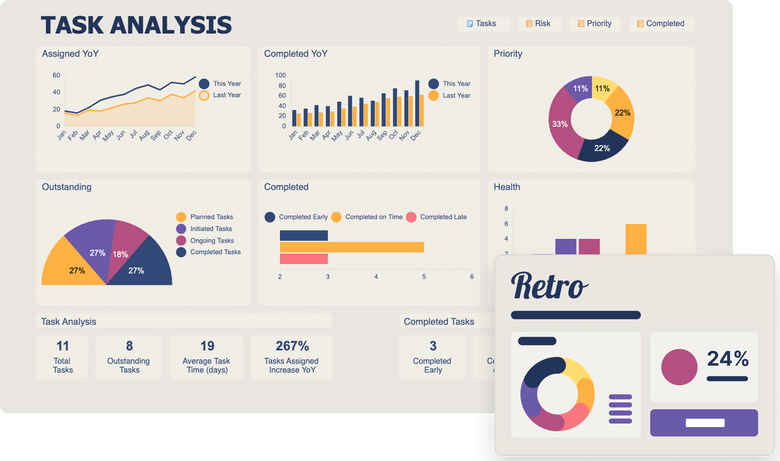 TASK ANALYSIS
Tasks
Risk
Priority
Completed
Assigned YoY
60
40
20
0
Jan Feb Mar Apr May Jun July Aug Sep Oct Nov Dec
This Year
Last Year
Completed YoY
100
80
60
40
20
0
Jan Feb Mar Apr May Jun July Aug Sep Oct Nov Dec
This Year
Last Year
Priority
11%
11%
22%
22%
33%
Outstanding
27%
27%
18%
27%
Planned Tasks
Initiated Tasks
Ongoing Tasks
Completed Tasks
Completed
Completed Early
Completed on Time
Completed Late
2 3 4 5 6
Health
8
6
4
2
Task Analysis
11
Total
Tasks
8
Outstanding
Tasks
19
Average Task
Time (days)
267%
Tasks Assigned
Increase YoY
Completed Tasks
3
Completed
Early
Retro
24%